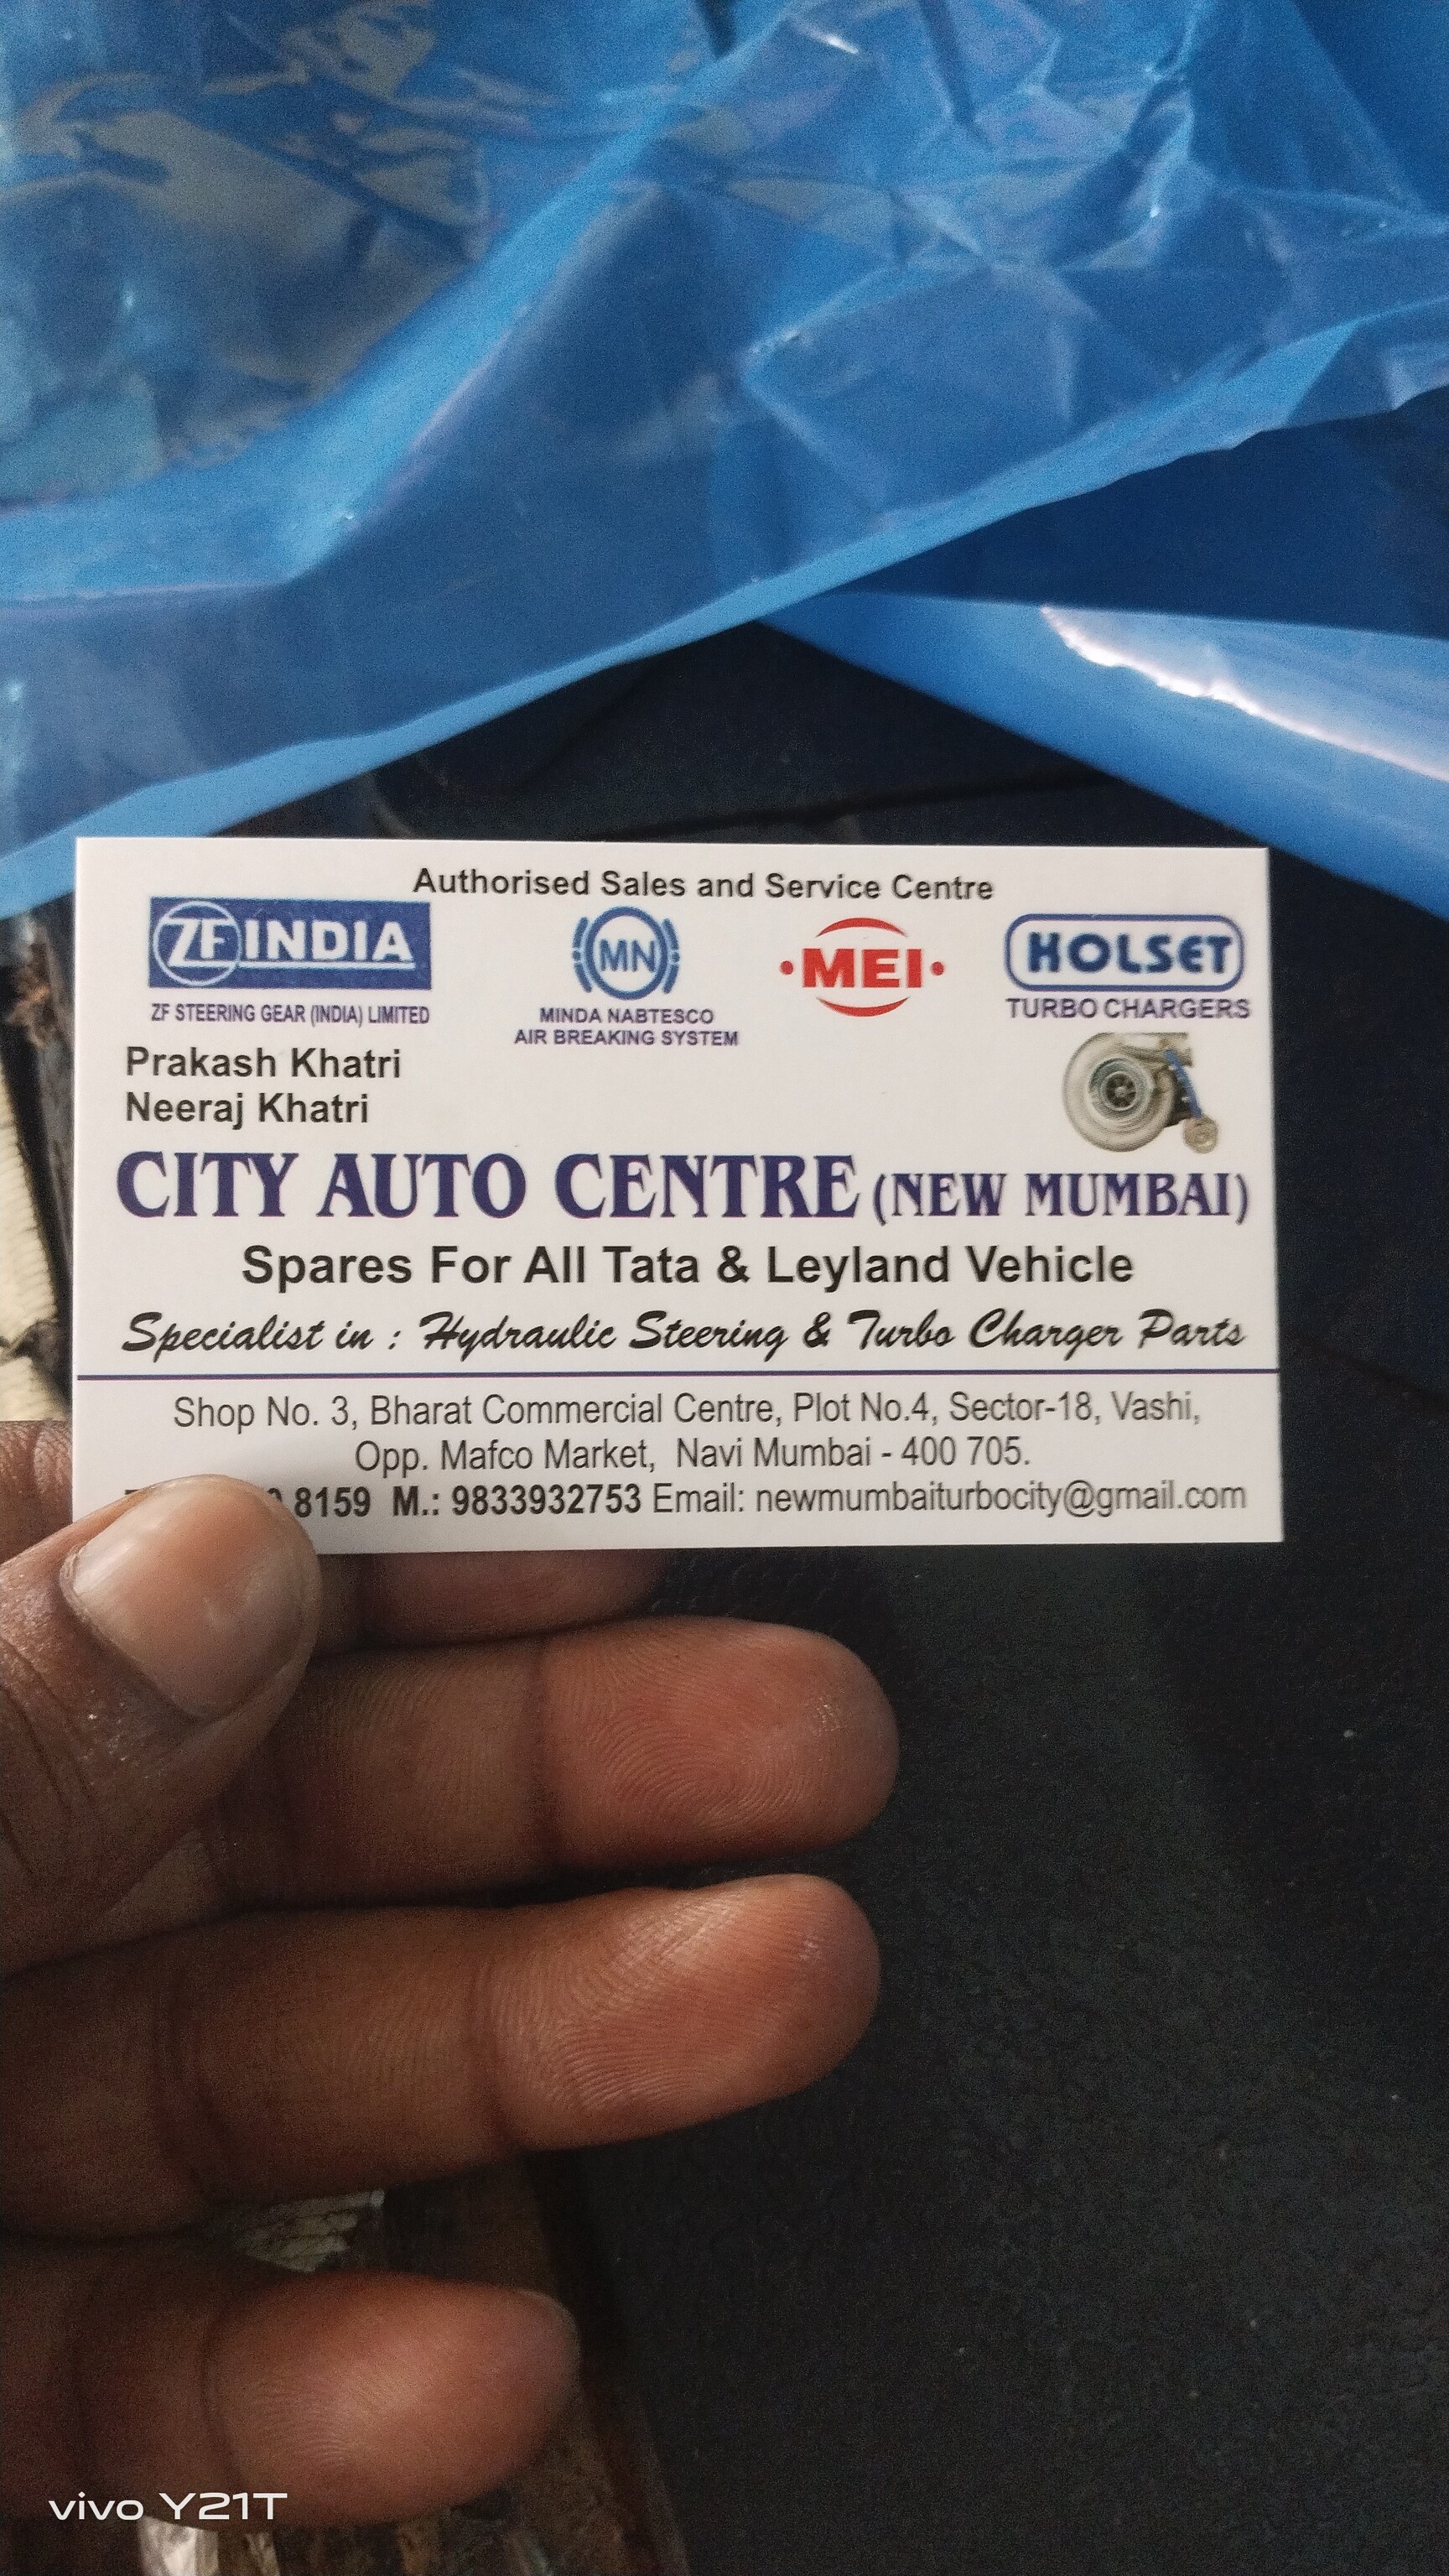 Authorised Sales and Service Centre
ZF INDIA
ZF STEERING GEAR (INDIA) LIMITED
MN
MINDA NABTESCO
AIR BREAKING SYSTEM
MEI
HOLSET
TURBO CHARGERS
Prakash Khatri
Neeraj Khatri
CITY AUTO CENTRE (NEW MUMBAI)
Spares For All Tata & Leyland Vehicle
Specialist in : Hydraulic Steering & Turbo Charger Parts
Shop No. 3, Bharat Commercial Centre, Plot No.4, Sector-18, Vashi,
Opp. Mafco Market, Navi Mumbai - 400 705.
8159 M.: 9833932753 Email: newmumbaiturbocity@gmail.com
vivo Y21T